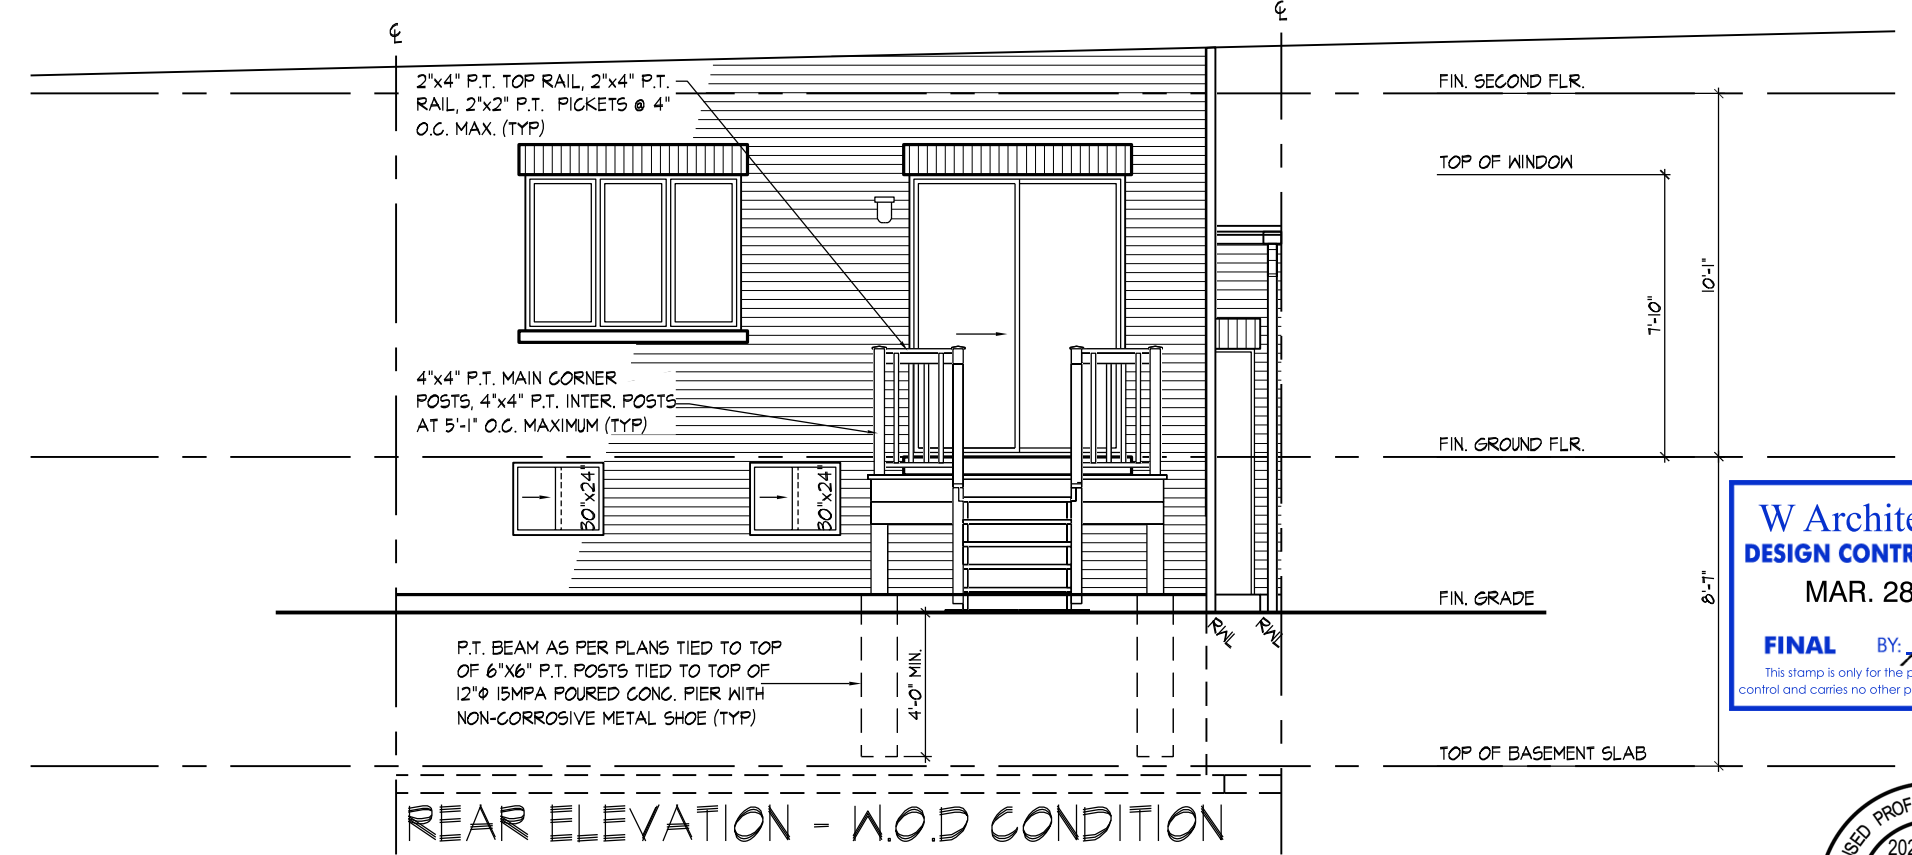 ℄
℄
2"x4" P.T. TOP RAIL, 2"x4" P.T.
RAIL, 2"x2" P.T. PICKETS @ 4"
O.C. MAX. (TYP)
FIN. SECOND FLR.
TOP OF WINDOW
10'-1"
7'-10"
4"x4" P.T. MAIN CORNER
POSTS, 4"x4" P.T. INTER. POSTS
AT 5'-1" O.C. MAXIMUM (TYP)
FIN. GROUND FLR.
30"x24"
30"x24"
W Archite
DESIGN CONTR
MAR. 28
FINAL BY:
This stamp is only for the p
control and carries no other p
8'-7"
FIN. GRADE
RWL
RWL
P.T. BEAM AS PER PLANS TIED TO TOP
OF 6"X6" P.T. POSTS TIED TO TOP OF
12"Φ 15MPA POURED CONC. PIER WITH
NON-CORROSIVE METAL SHOE (TYP)
4'-0" MIN.
TOP OF BASEMENT SLAB
REAR ELEVATION - W.O.D CONDITION
SED PROF
202